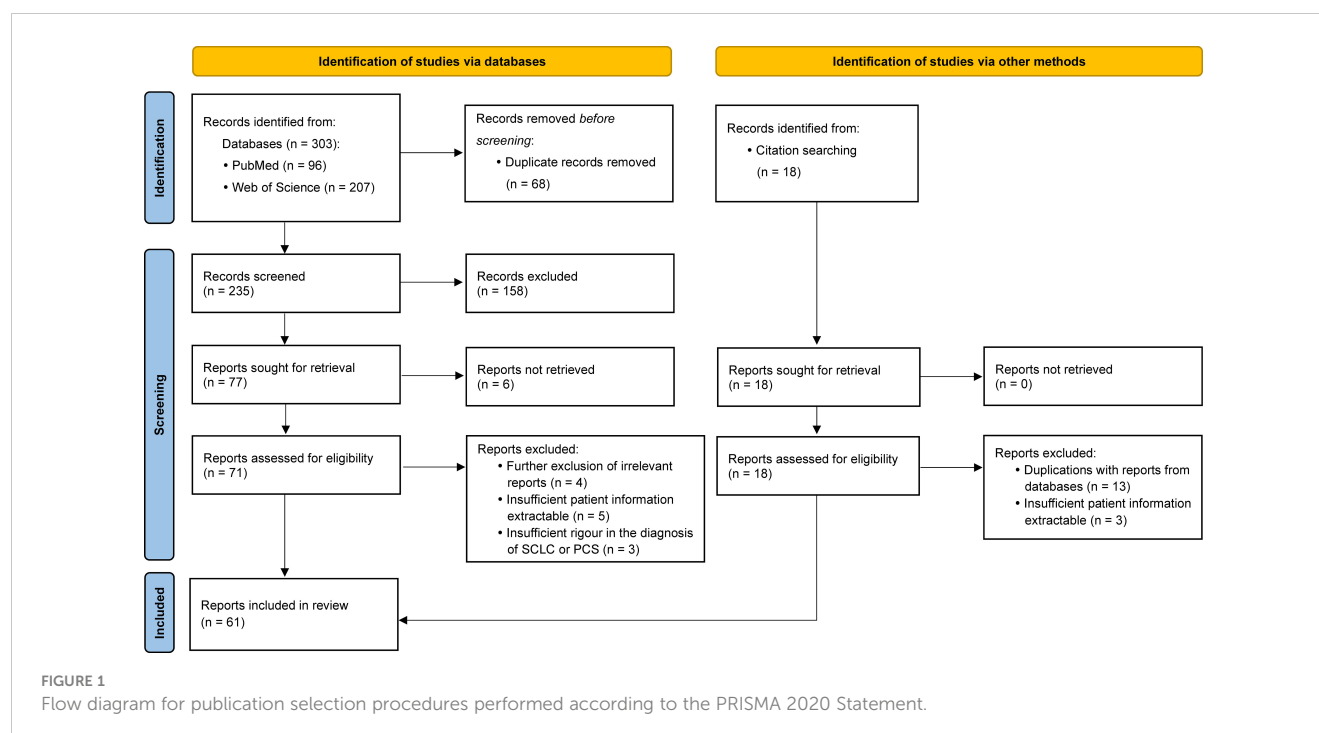 Identification of studies via databases
Identification of studies via other methods
Identification
Records identified from:
Databases (n = 303):
• PubMed (n = 96)
• Web of Science (n = 207)
Records removed before
screening:
• Duplicate records removed
(n = 68)
Records identified from:
• Citation searching
(n = 18)
Screening
Records screened
(n = 235)
Records excluded
(n = 158)
Reports sought for retrieval
(n = 77)
Reports not retrieved
(n = 6)
Reports sought for retrieval
(n = 18)
Reports not retrieved
(n = 0)
Reports assessed for eligibility
(n = 71)
Reports excluded:
• Further exclusion of irrelevant
reports (n = 4)
• Insufficient patient information
extractable (n = 5)
• Insufficient rigour in the diagnosis
of SCLC or PCS (n = 3)
Reports assessed for eligibility
(n = 18)
Reports excluded:
• Duplications with reports from
databases (n = 13)
• Insufficient patient information
extractable (n = 3)
Included
Reports included in review
(n = 61)
FIGURE 1
Flow diagram for publication selection procedures performed according to the PRISMA 2020 Statement.